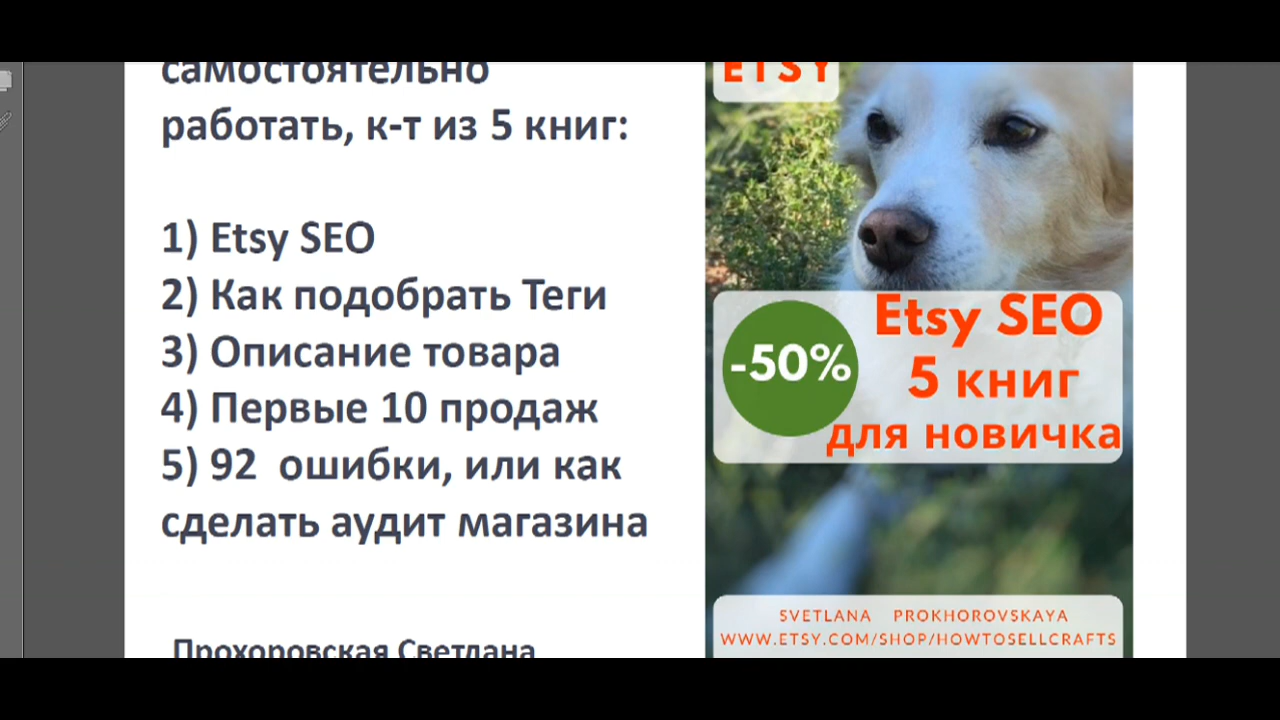 самостоятельно
работать, к-т из 5 книг:
1) Etsy SEO
2) Как подобрать Теги
3) Описание товара
4) Первые 10 продаж
5) 92 ошибки, или как
сделать аудит магазина
Прохоровская Светлана
ETSY
-50%
Etsy SEO
5 книг
для новичка
SVETLANA PROKHOROVSKAYA
WWW.ETSY.COM/SHOP/HOWTOSELLCRAFTS